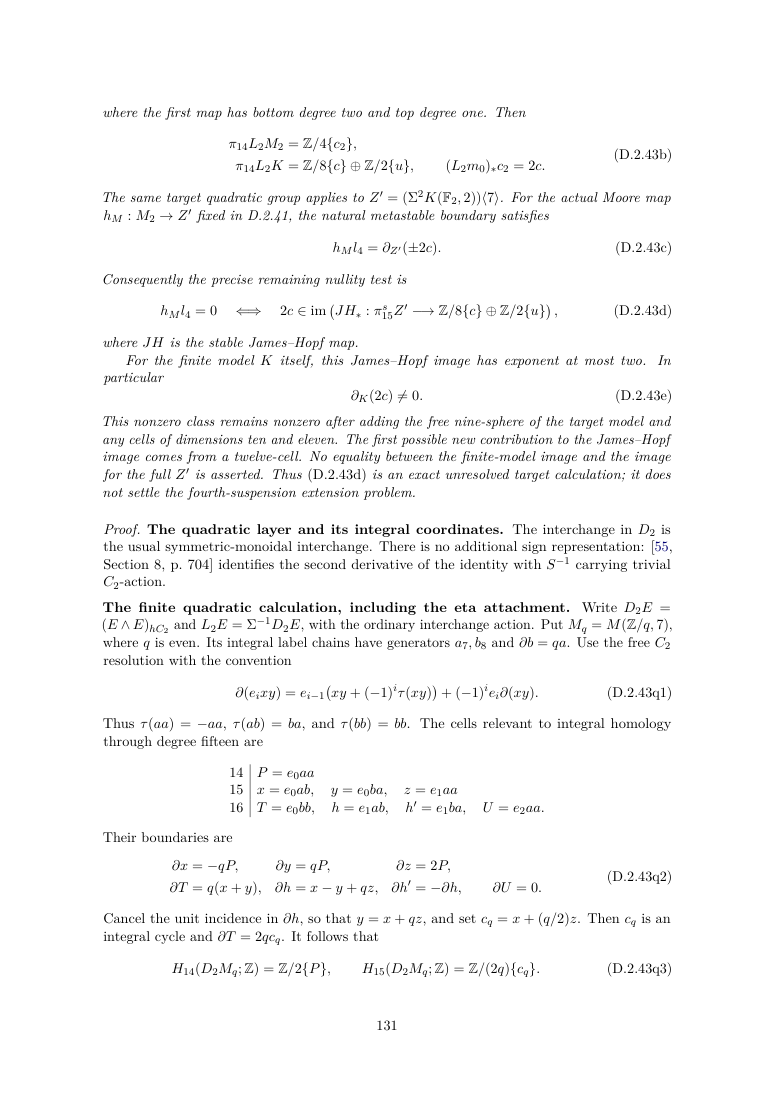 where the first map has bottom degree two and top degree one. Then
π₁₄L₂M₂ = ℤ/4{c₂},
π₁₄L₂K = ℤ/8{c} ⊕ ℤ/2{u},  (L₂m₀)∗c₂ = 2c.
(D.2.43b)
The same target quadratic group applies to Z′ = (Σ²K(𝔽₂, 2))⟨7⟩. For the actual Moore map
h_M : M₂ → Z′ fixed in D.2.41, the natural metastable boundary satisfies
h_M l₄ = ∂_{Z′}(±2c). (D.2.43c)
Consequently the precise remaining nullity test is
h_M l₄ = 0 ⟺ 2c ∈ im (JH∗ : π₁₅ˢZ′ ⟶ ℤ/8{c} ⊕ ℤ/2{u}), (D.2.43d)
where JH is the stable James–Hopf map.
For the finite model K itself, this James–Hopf image has exponent at most two. In
particular
∂_K(2c) ≠ 0. (D.2.43e)
This nonzero class remains nonzero after adding the free nine-sphere of the target model and
any cells of dimensions ten and eleven. The first possible new contribution to the James–Hopf
image comes from a twelve-cell. No equality between the finite-model image and the image
for the full Z′ is asserted. Thus (D.2.43d) is an exact unresolved target calculation; it does
not settle the fourth-suspension extension problem.
Proof. The quadratic layer and its integral coordinates. The interchange in D₂ is
the usual symmetric-monoidal interchange. There is no additional sign representation: [55,
Section 8, p. 704] identifies the second derivative of the identity with S⁻¹ carrying trivial
C₂-action.
The finite quadratic calculation, including the eta attachment. Write D₂E =
(E ∧ E)_{hC₂} and L₂E = Σ⁻¹D₂E, with the ordinary interchange action. Put M_q = M(ℤ/q, 7),
where q is even. Its integral label chains have generators a₇, b₈ and ∂b = qa. Use the free C₂
resolution with the convention
∂(eᵢxy) = eᵢ₋₁(xy + (−1)ⁱτ(xy)) + (−1)ⁱeᵢ∂(xy). (D.2.43q1)
Thus τ(aa) = −aa, τ(ab) = ba, and τ(bb) = bb. The cells relevant to integral homology
through degree fifteen are
14 | P = e₀aa
15 | x = e₀ab, y = e₀ba, z = e₁aa
16 | T = e₀bb, h = e₁ab, h′ = e₁ba, U = e₂aa.
Their boundaries are
∂x = −qP, ∂y = qP, ∂z = 2P,
∂T = q(x + y), ∂h = x − y + qz, ∂h′ = −∂h, ∂U = 0.
(D.2.43q2)
Cancel the unit incidence in ∂h, so that y = x + qz, and set c_q = x + (q/2)z. Then c_q is an
integral cycle and ∂T = 2qc_q. It follows that
H₁₄(D₂M_q; ℤ) = ℤ/2{P}, H₁₅(D₂M_q; ℤ) = ℤ/(2q){c_q}. (D.2.43q3)
131